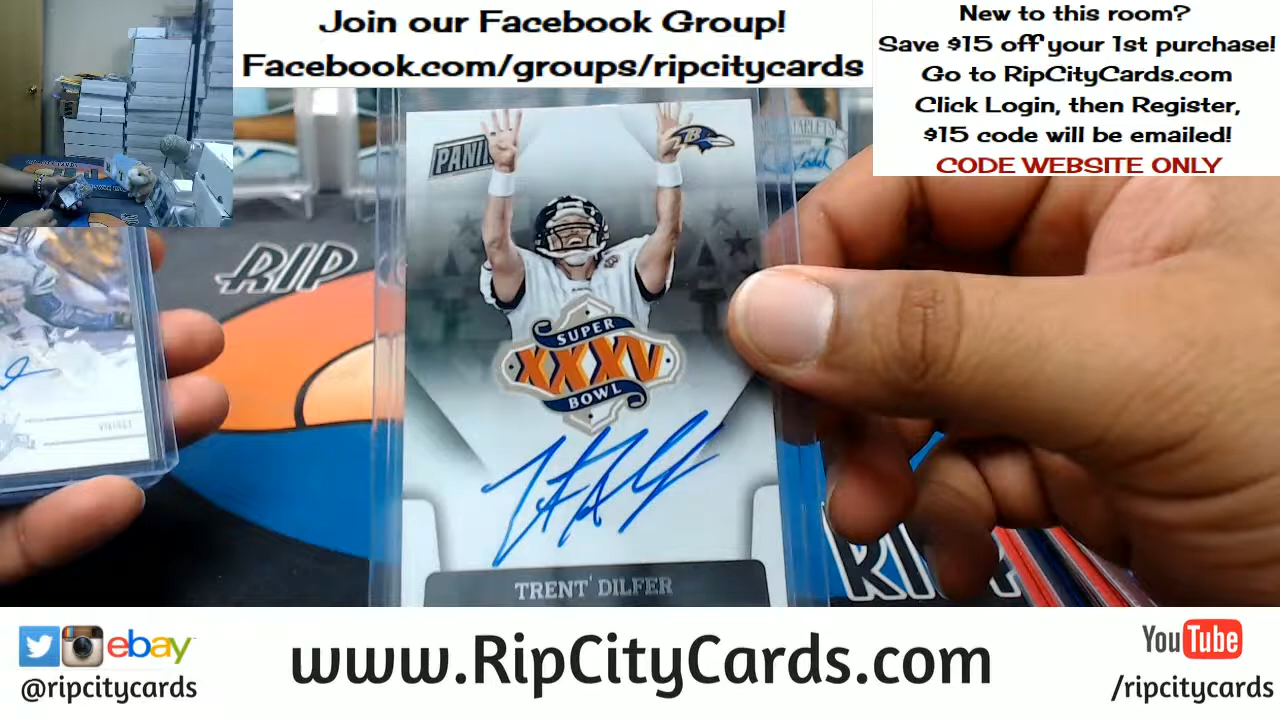 Join our Facebook Group!
Facebook.com/groups/ripcitycards
New to this room?
Save $15 off your 1st purchase!
Go to RipCityCards.com
Click Login, then Register,
$15 code will be emailed!
CODE WEBSITE ONLY
PANINI
B
RIP
SUPER
XXXV
BOWL
VIKINGS
TRENT DILFER
RIP
ebay
@ripcitycards
www.RipCityCards.com
YouTube
/ripcitycards